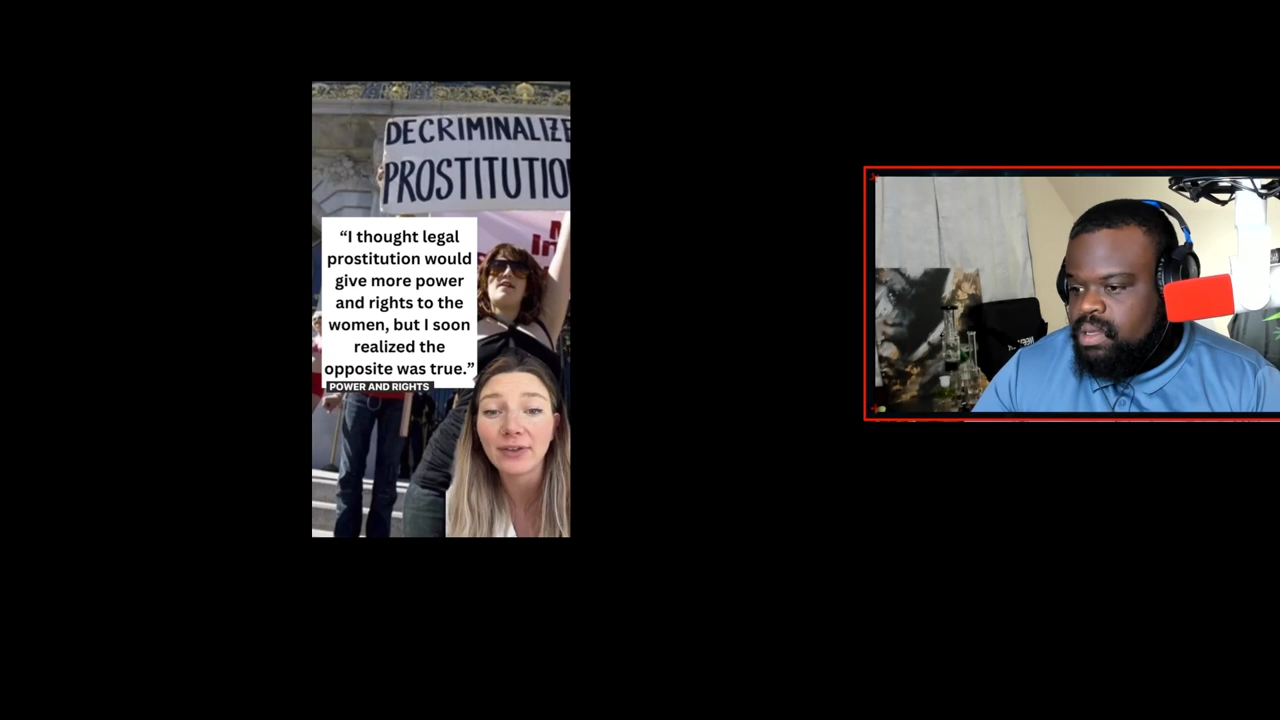 DECRIMINALIZE
PROSTITUTIO
“I thought legal
prostitution would
give more power
and rights to the
women, but I soon
realized the
opposite was true.”
POWER AND RIGHTS